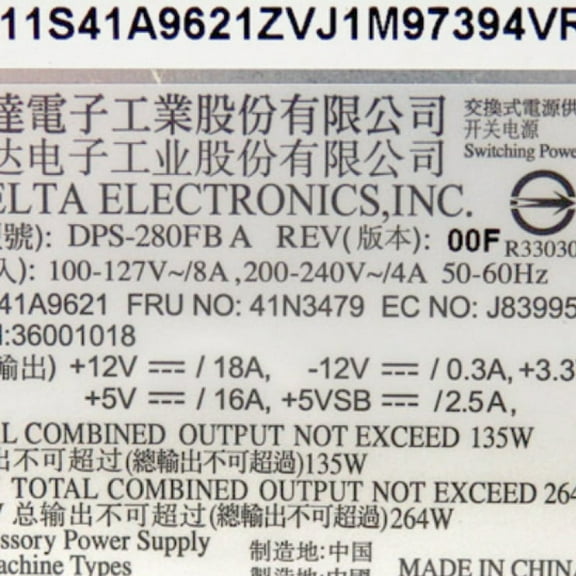 11S41A9621ZVJ1M97394VR
達電子工業股份有限公司 交換式電源供
达电子工业股份有限公司 开关电源
Switching Powe
ELTA ELECTRONICS,INC.
號): DPS-280FB A REV(版本): 00F R33030
入): 100-127V~/8A,200-240V~/4A 50-60Hz
41A9621 FRU NO: 41N3479 EC NO: J83995
:36001018
輸出) +12V ⎓ / 18A, -12V ⎓ / 0.3A, +3.3
+5V ⎓ / 16A, +5VSB ⎓ /2.5A,
L COMBINED OUTPUT NOT EXCEED 135W
出不可超过(總輸出不可超過)135W
TOTAL COMBINED OUTPUT NOT EXCEED 264
总输出不可超过(總輸出不可超過)264W
ssory Power Supply 制造地:中国
achine Types 製造地:中國 MADE IN CHINA